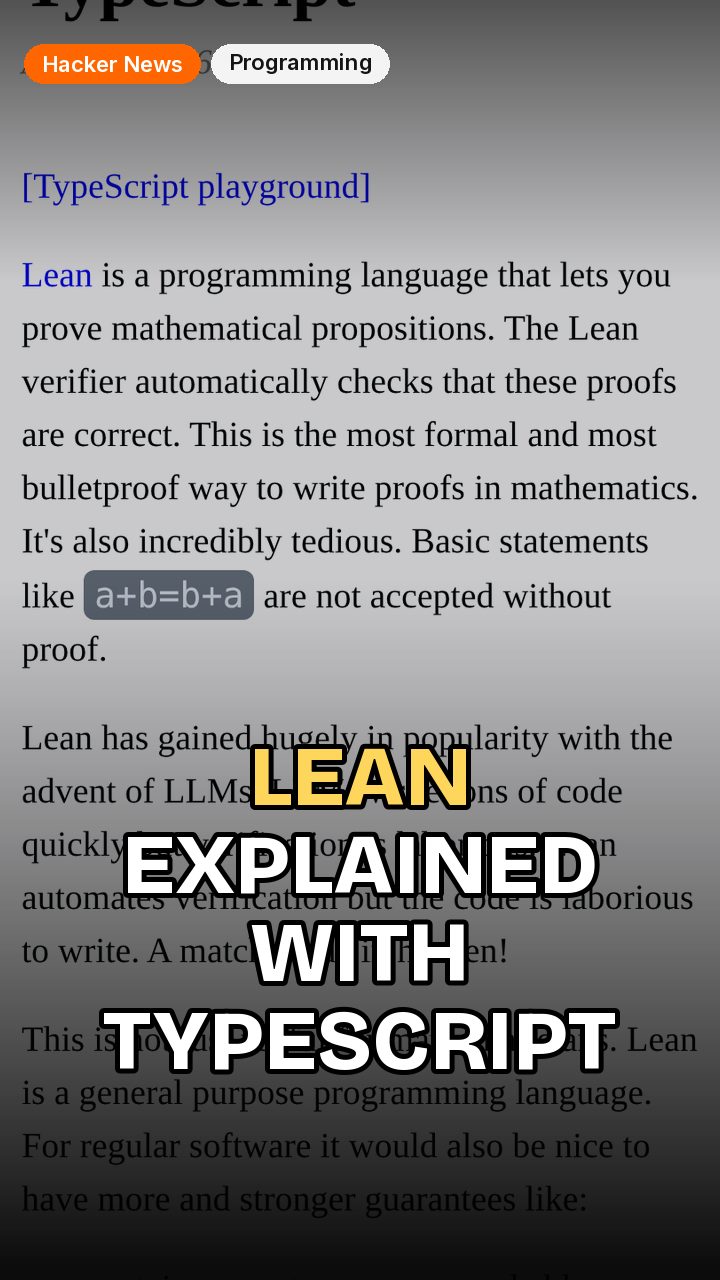 TypeScript
Hacker News
Programming
[TypeScript playground]
Lean is a programming language that lets you
prove mathematical propositions. The Lean
verifier automatically checks that these proofs
are correct. This is the most formal and most
bulletproof way to write proofs in mathematics.
It's also incredibly tedious. Basic statements
like a+b=b+a are not accepted without
proof.
Lean has gained hugely in popularity with the
advent of LLMs. of code
quickly
automates verification but the code is laborious
to write. A match en!
LEAN
EXPLAINED
WITH
TYPESCRIPT
This is Lean
is a general purpose programming language.
For regular software it would also be nice to
have more and stronger guarantees like: